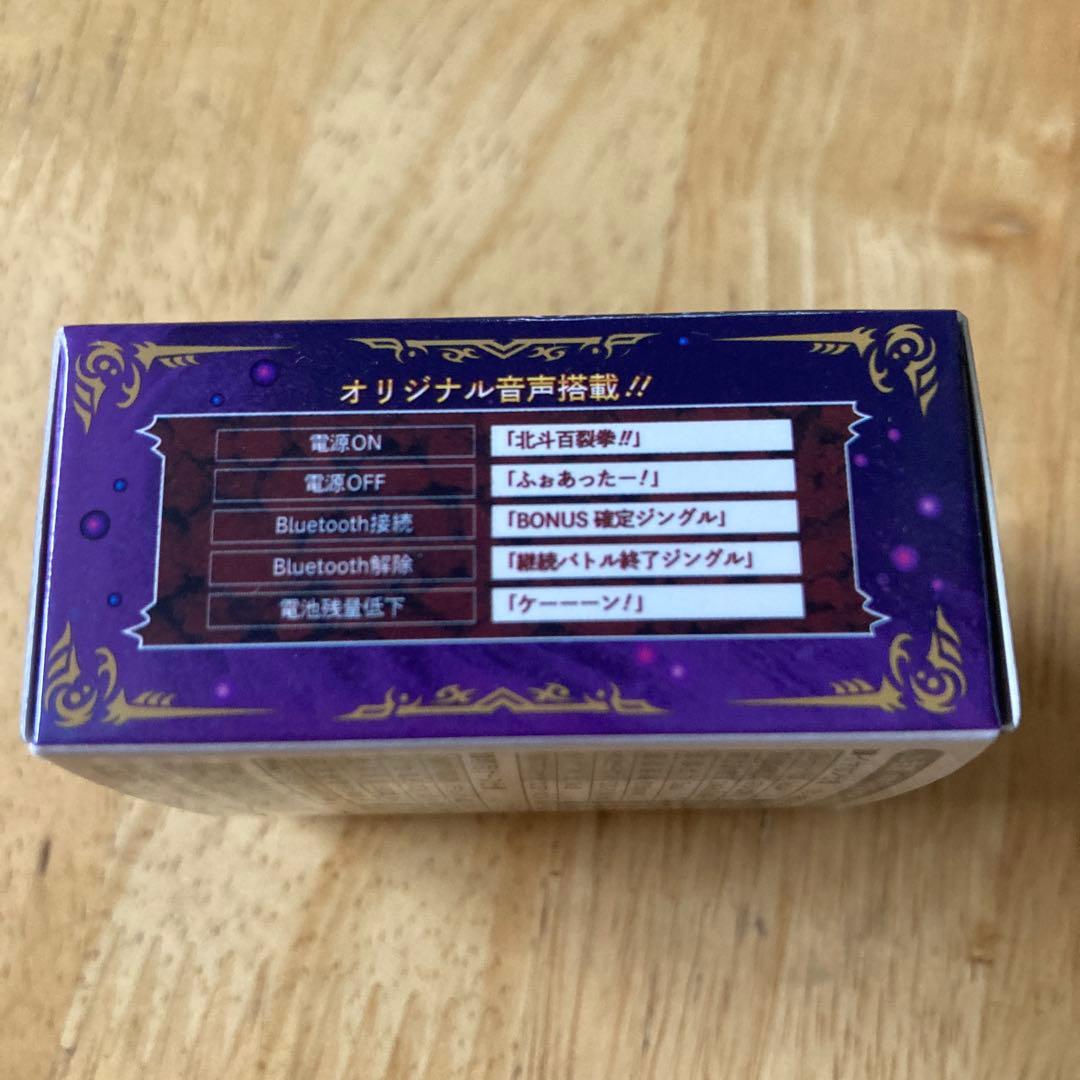 オリジナル音声搭載!!
電源ON 「北斗百裂拳!!」
電源OFF 「ふぉあったー!」
Bluetooth接続 「BONUS 確定ジングル」
Bluetooth解除 「継続バトル終了ジングル」
電池残量低下 「ケーーーン!」